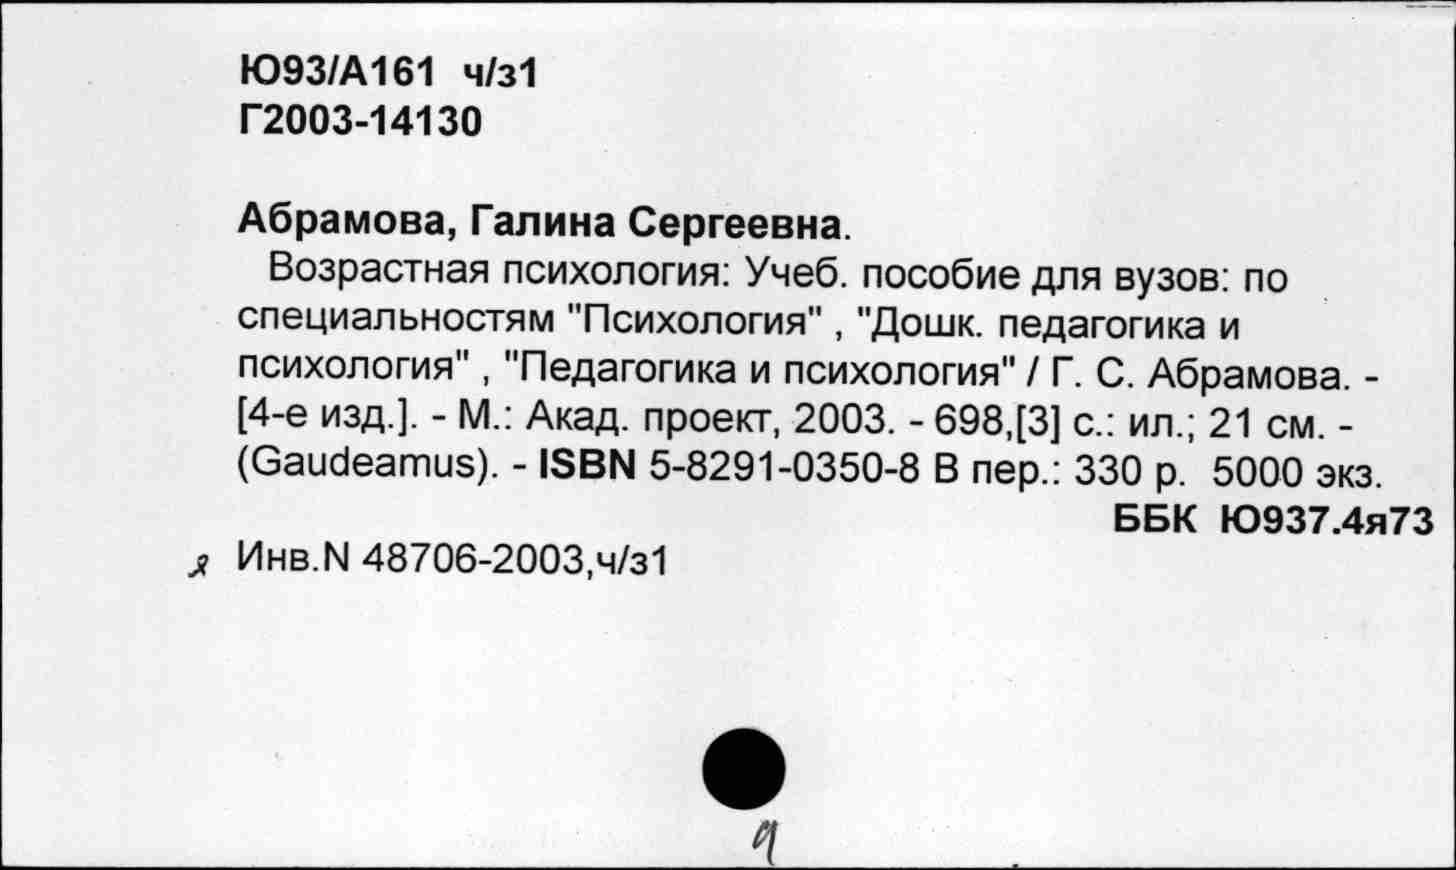 Ю93/А161 ч/з1
Г2003-14130
Абрамова, Галина Сергеевна.
Возрастная психология: Учеб. пособие для вузов: по
специальностям "Психология" , "Дошк. педагогика и
психология" , "Педагогика и психология" / Г. С. Абрамова. -
[4-е изд.]. - М.: Акад. проект, 2003. - 698,[3] с.: ил.; 21 см. -
(Gaudeamus). - ISBN 5-8291-0350-8 В пер.: 330 р. 5000 экз.
ББК Ю937.4я73
Инв.N 48706-2003,ч/з1